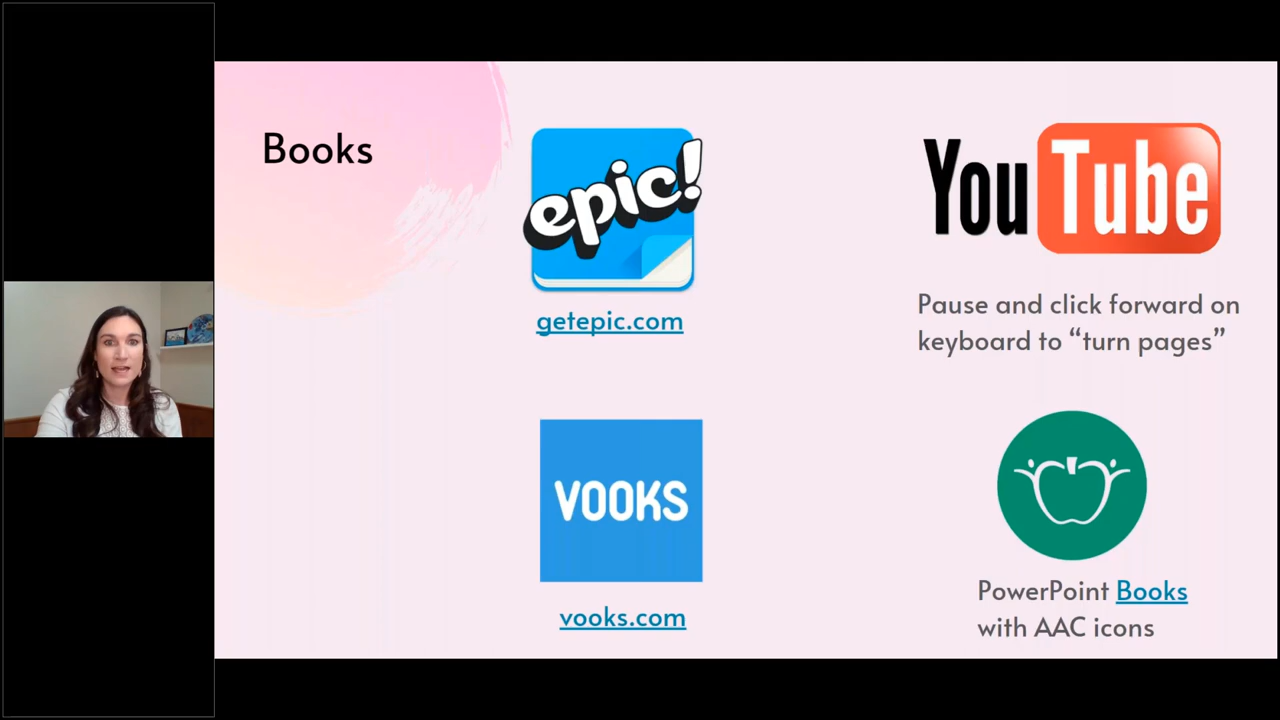 Books
epic!
getepic.com
YouTube
Pause and click forward on
keyboard to “turn pages”
VOOKS
vooks.com
PowerPoint Books
with AAC icons